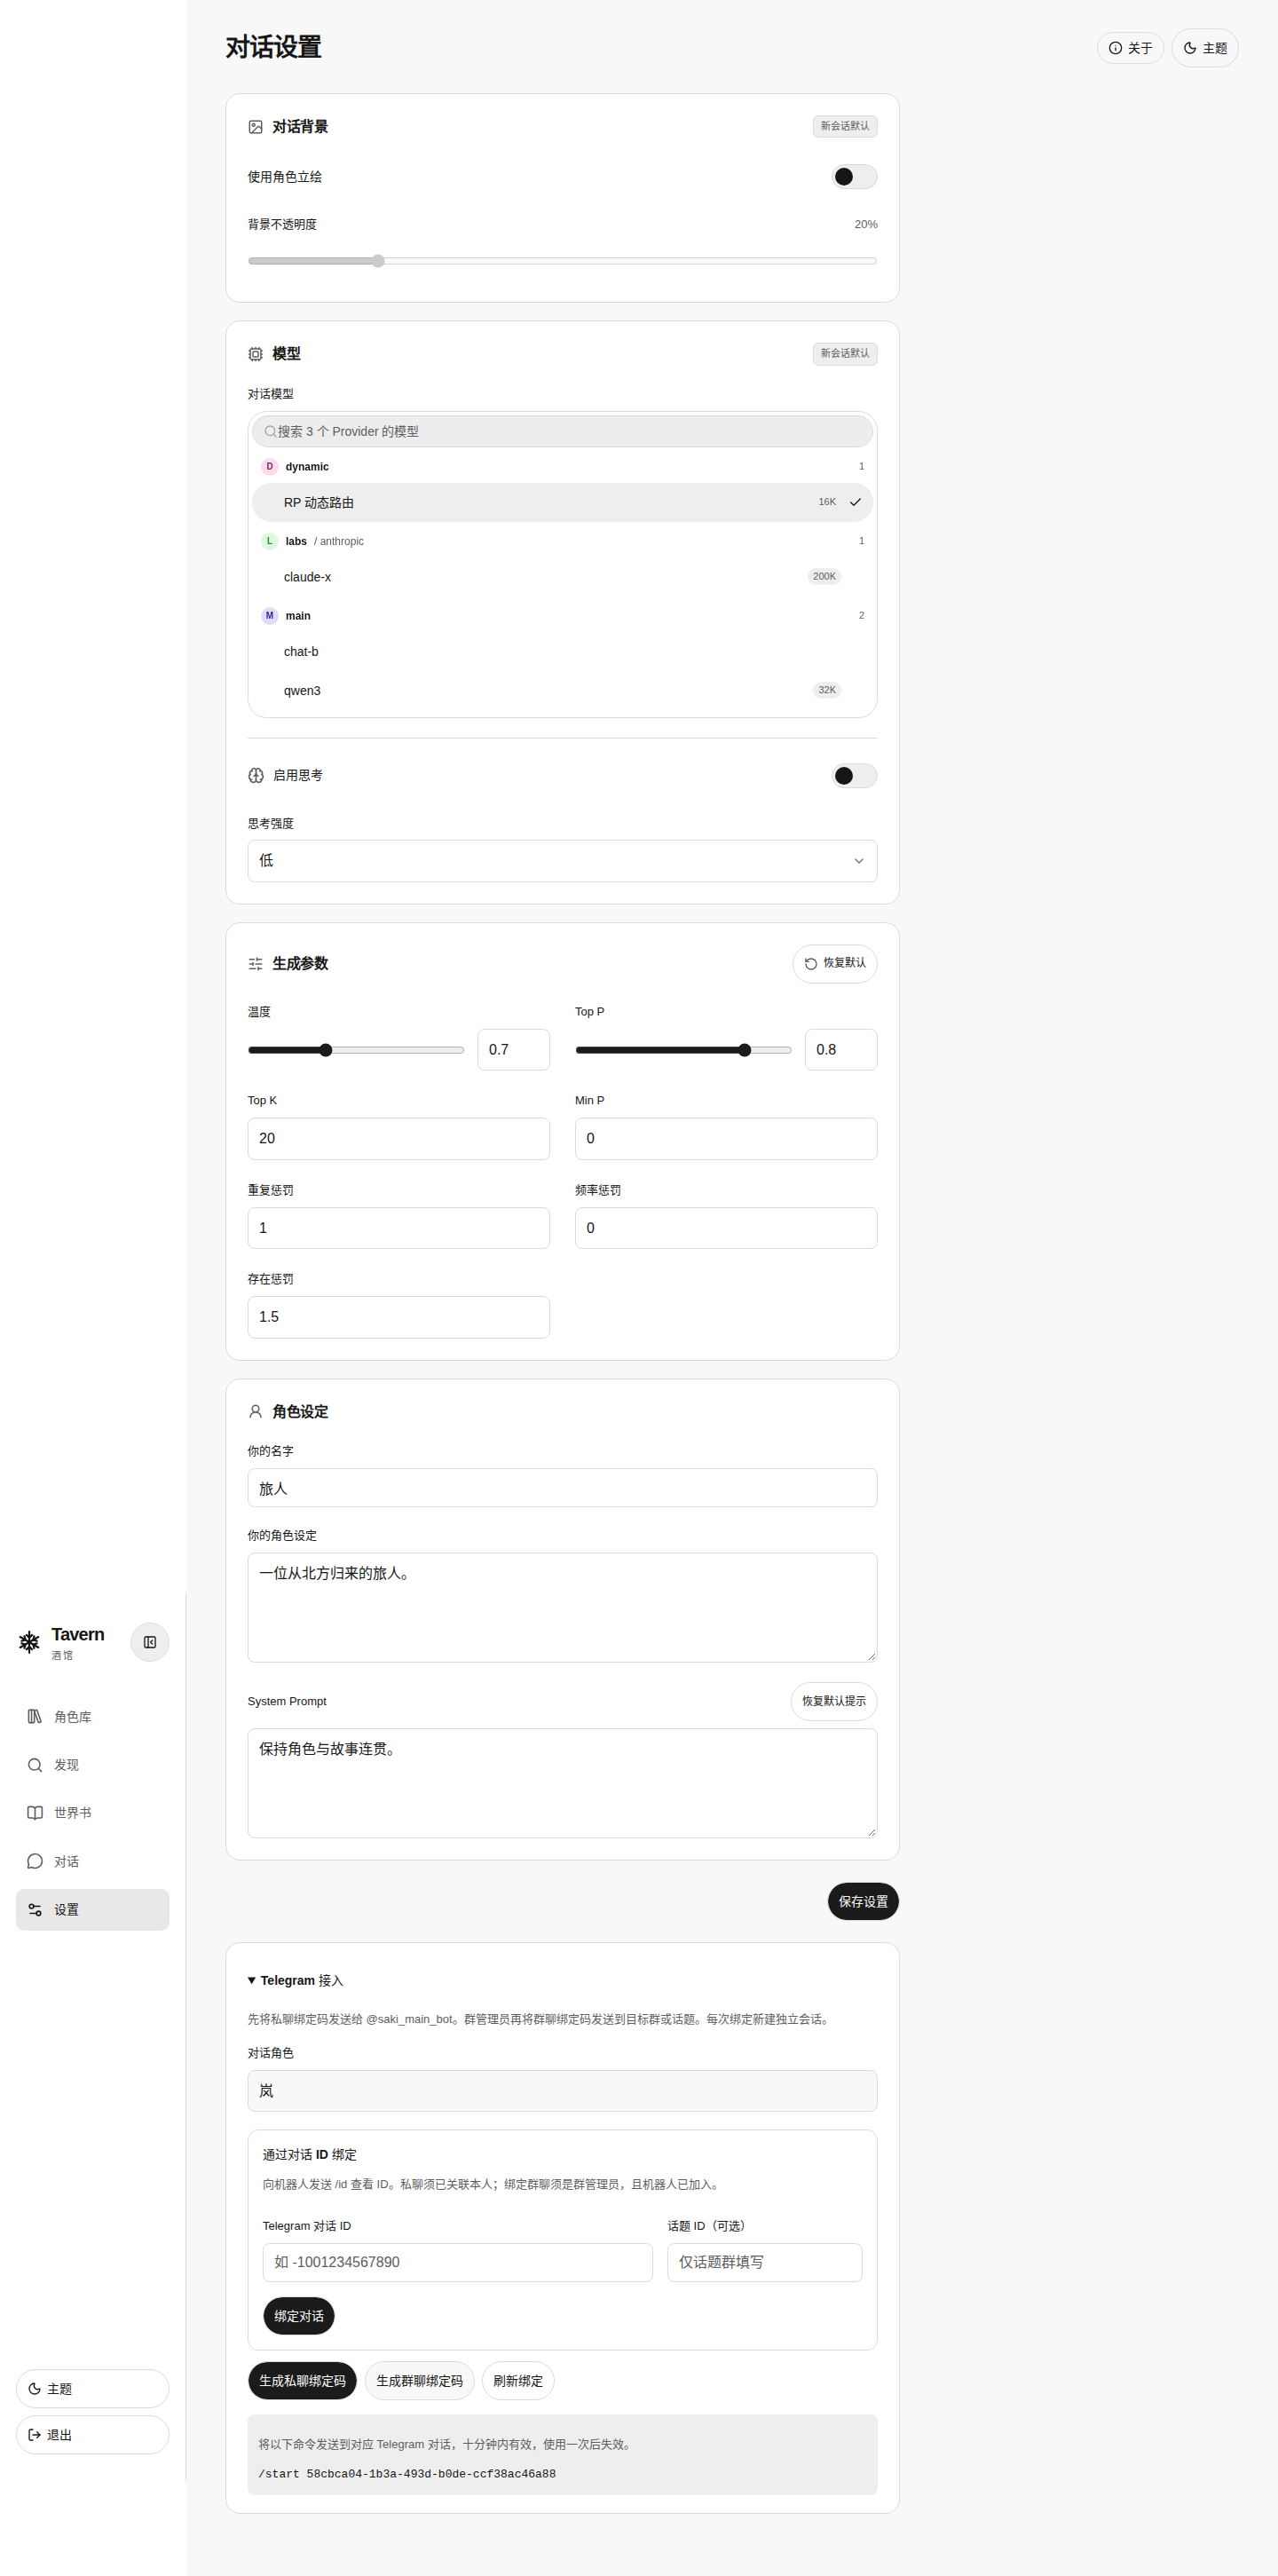 对话设置
关于
主题
对话背景
新会话默认
使用角色立绘
背景不透明度
20%
模型
新会话默认
对话模型
搜索 3 个 Provider 的模型
D dynamic 1
RP 动态路由 16K
L labs / anthropic 1
claude-x 200K
M main 2
chat-b
qwen3 32K
启用思考
思考强度
低
生成参数
恢复默认
温度
0.7
Top P
0.8
Top K
20
Min P
0
重复惩罚
1
频率惩罚
0
存在惩罚
1.5
角色设定
你的名字
旅人
你的角色设定
一位从北方归来的旅人。
System Prompt
恢复默认提示
保持角色与故事连贯。
保存设置
Telegram 接入
先将私聊绑定码发送给 @saki_main_bot。群管理员再将群聊绑定码发送到目标群或话题。每次绑定新建独立会话。
对话角色
岚
通过对话 ID 绑定
向机器人发送 /id 查看 ID。私聊须已关联本人；绑定群聊须是群管理员，且机器人已加入。
Telegram 对话 ID
如 -1001234567890
话题 ID（可选）
仅话题群填写
绑定对话
生成私聊绑定码
生成群聊绑定码
刷新绑定
将以下命令发送到对应 Telegram 对话，十分钟内有效，使用一次后失效。
/start 58cbca04-1b3a-493d-b0de-ccf38ac46a88
Tavern
酒馆
角色库
发现
世界书
对话
设置
主题
退出